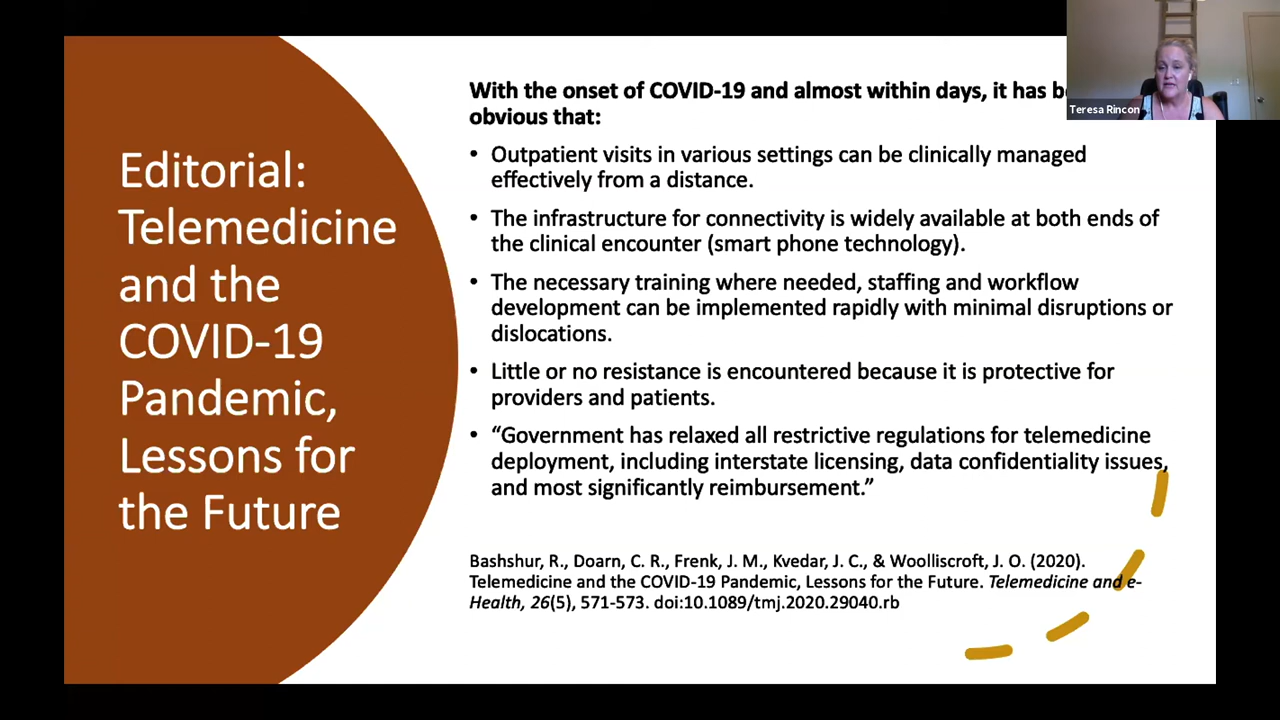 Editorial:
Telemedicine
and the
COVID-19
Pandemic,
Lessons for
the Future
With the onset of COVID-19 and almost within days, it has
obvious that:
• Outpatient visits in various settings can be clinically managed
effectively from a distance.
• The infrastructure for connectivity is widely available at both ends of
the clinical encounter (smart phone technology).
• The necessary training where needed, staffing and workflow
development can be implemented rapidly with minimal disruptions or
dislocations.
• Little or no resistance is encountered because it is protective for
providers and patients.
• “Government has relaxed all restrictive regulations for telemedicine
deployment, including interstate licensing, data confidentiality issues,
and most significantly reimbursement.”
Bashshur, R., Doarn, C. R., Frenk, J. M., Kvedar, J. C., & Woolliscroft, J. O. (2020).
Telemedicine and the COVID-19 Pandemic, Lessons for the Future. Telemedicine and e-
Health, 26(5), 571-573. doi:10.1089/tmj.2020.29040.rb
Teresa Rincon